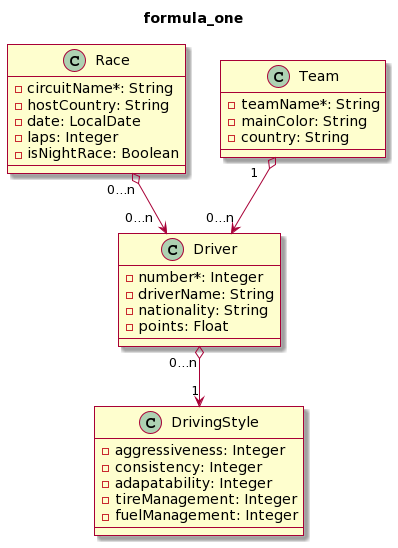 formula_one
C Race
circuitName*: String
hostCountry: String
date: LocalDate
laps: Integer
isNightRace: Boolean
C Team
teamName*: String
mainColor: String
country: String
0...n
1
0...n
0...n
C Driver
number*: Integer
driverName: String
nationality: String
points: Float
0...n
1
C DrivingStyle
aggressiveness: Integer
consistency: Integer
adapatability: Integer
tireManagement: Integer
fuelManagement: Integer